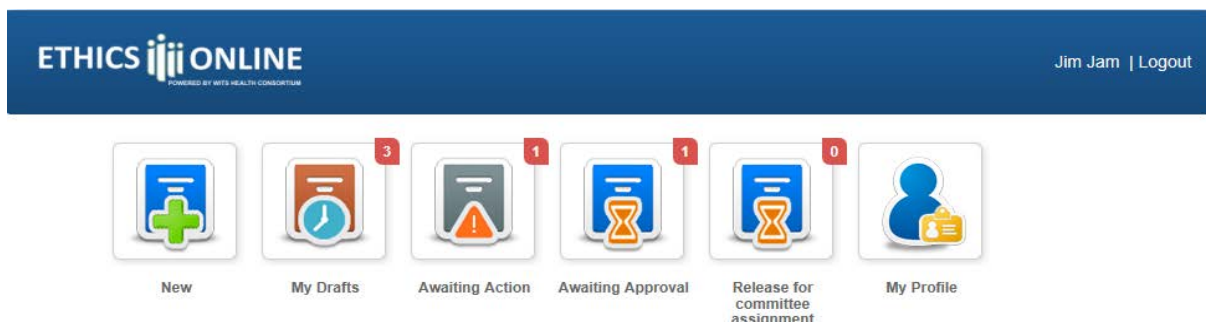 ETHICS ONLINE
POWERED BY WITS HEALTH CONSORTIUM
Jim Jam | Logout
3
1
1
0
New
My Drafts
Awaiting Action
Awaiting Approval
Release for
committee
assignment
My Profile